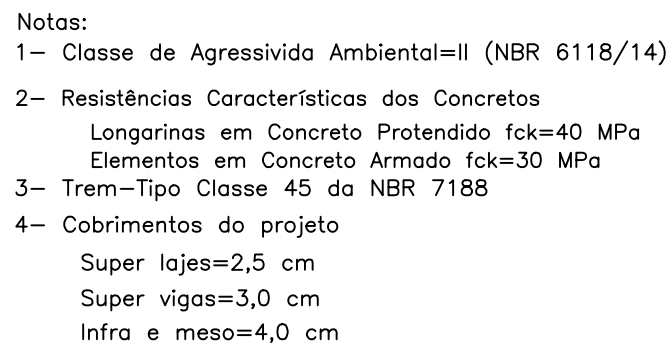 Notas:
1– Classe de Agressivida Ambiental=II (NBR 6118/14)
2– Resistências Características dos Concretos
Longarinas em Concreto Protendido fck=40 MPa
Elementos em Concreto Armado fck=30 MPa
3– Trem–Tipo Classe 45 da NBR 7188
4– Cobrimentos do projeto
Super lajes=2,5 cm
Super vigas=3,0 cm
Infra e meso=4,0 cm